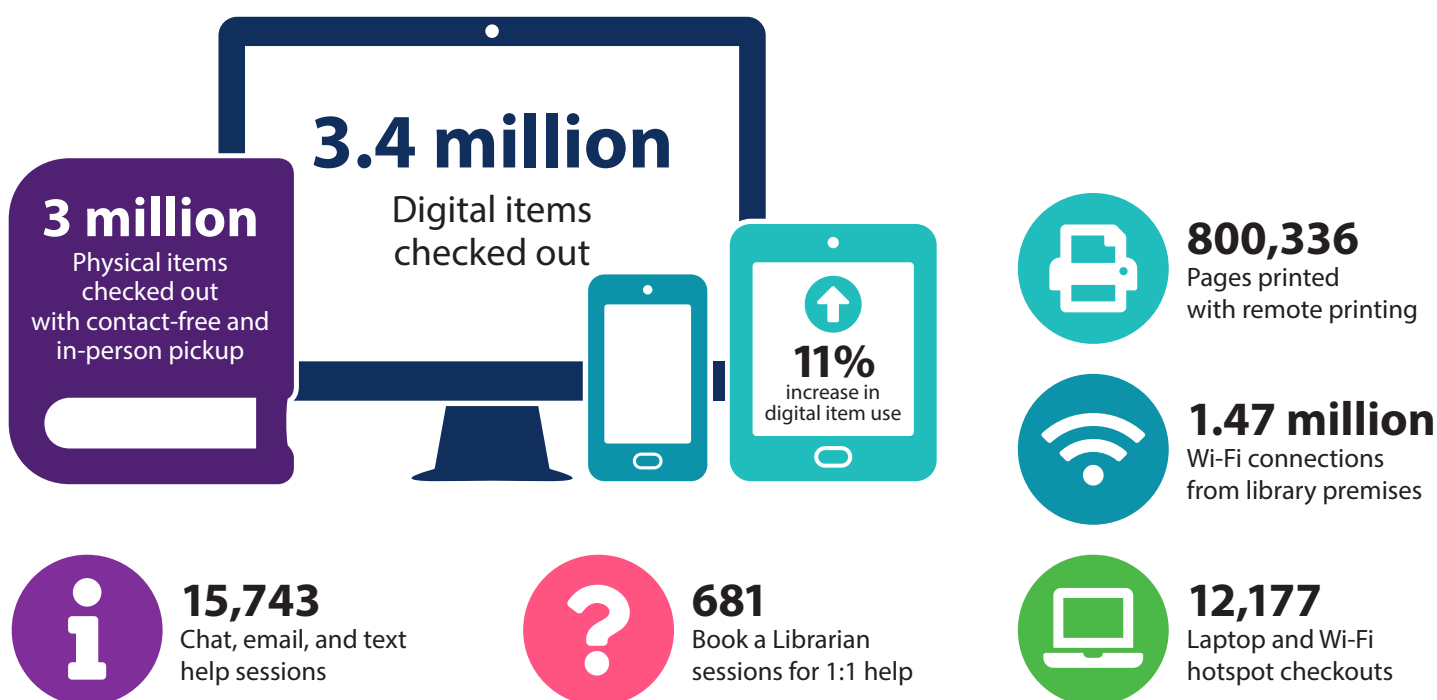 3.4 million
Digital items
checked out
3 million
Physical items
checked out
with contact-free and
in-person pickup
11%
increase in
digital item use
800,336
Pages printed
with remote printing
1.47 million
Wi-Fi connections
from library premises
15,743
Chat, email, and text
help sessions
681
Book a Librarian
sessions for 1:1 help
12,177
Laptop and Wi-Fi
hotspot checkouts